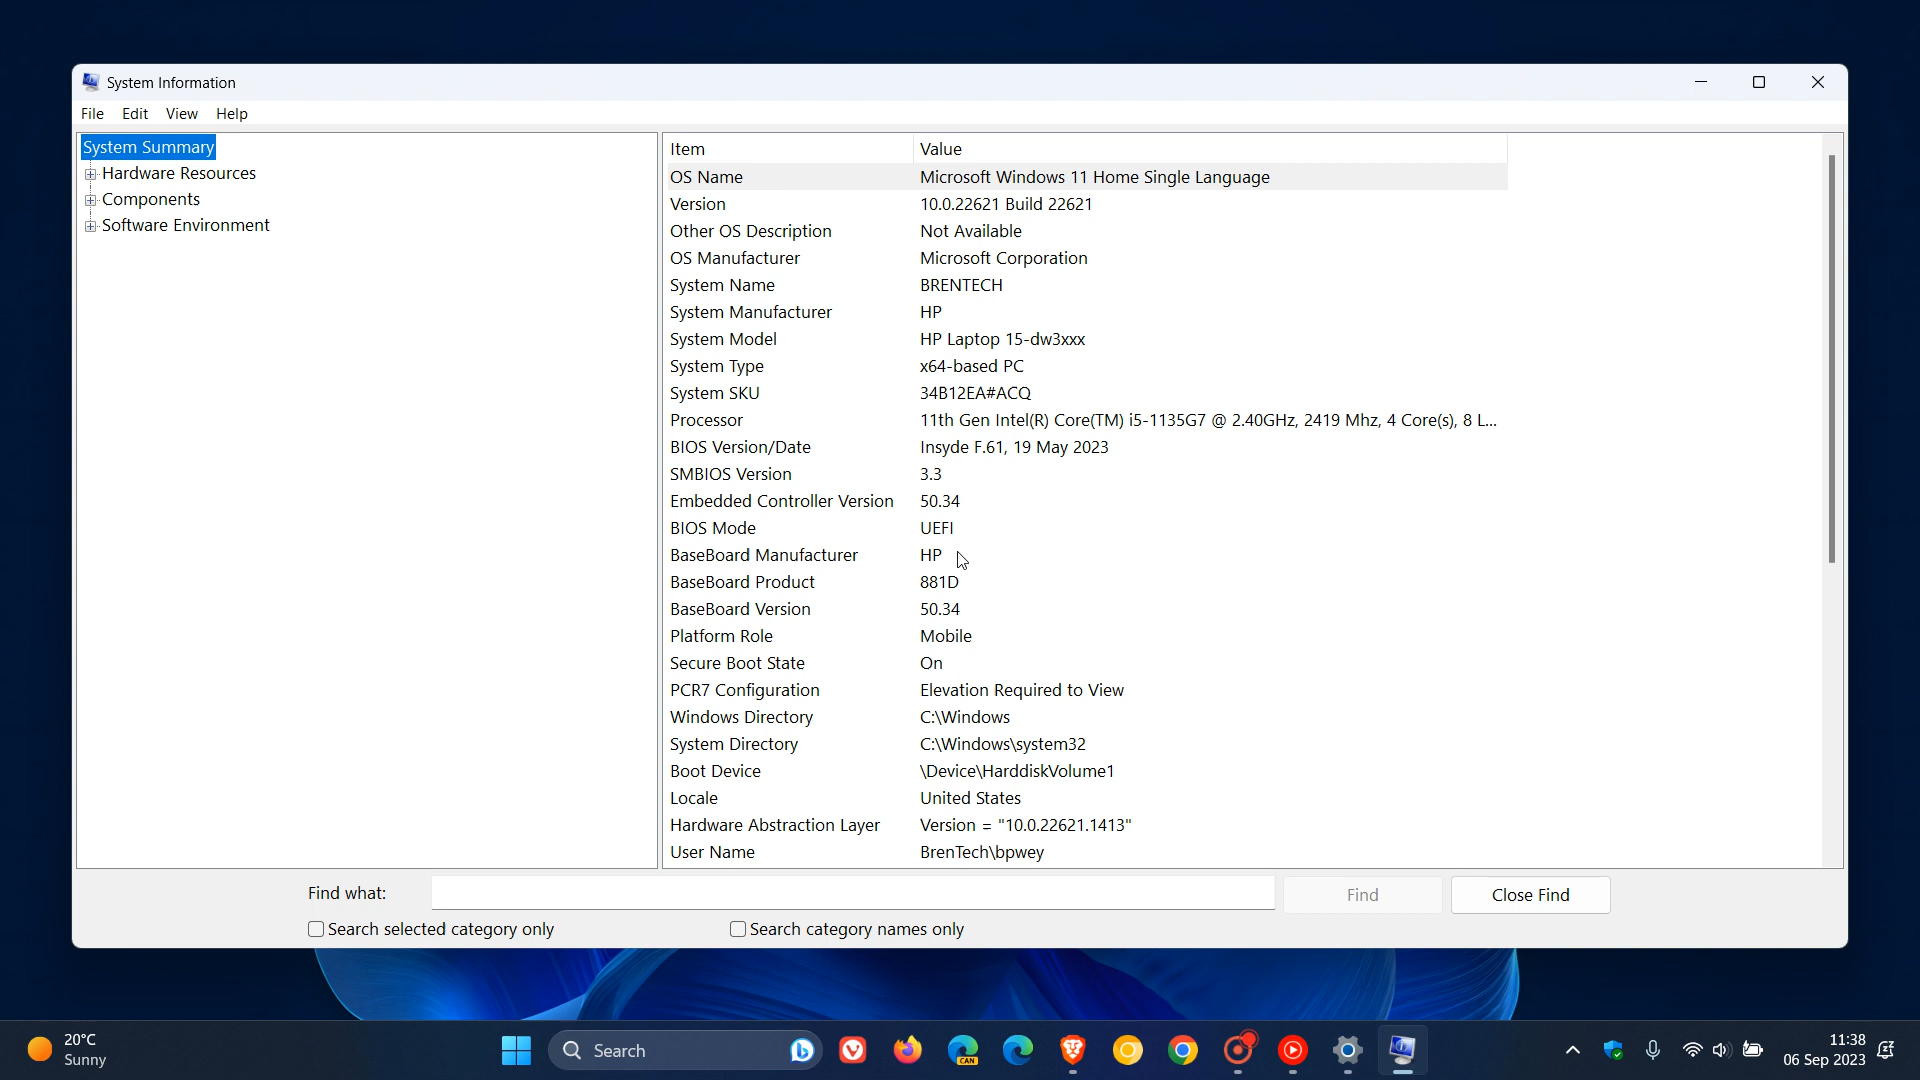 System Information
File Edit View Help
System Summary
Hardware Resources
Components
Software Environment
Item Value
OS Name Microsoft Windows 11 Home Single Language
Version 10.0.22621 Build 22621
Other OS Description Not Available
OS Manufacturer Microsoft Corporation
System Name BRENTECH
System Manufacturer HP
System Model HP Laptop 15-dw3xxx
System Type x64-based PC
System SKU 34B12EA#ACQ
Processor 11th Gen Intel(R) Core(TM) i5-1135G7 @ 2.40GHz, 2419 Mhz, 4 Core(s), 8 L...
BIOS Version/Date Insyde F.61, 19 May 2023
SMBIOS Version 3.3
Embedded Controller Version 50.34
BIOS Mode UEFI
BaseBoard Manufacturer HP
BaseBoard Product 881D
BaseBoard Version 50.34
Platform Role Mobile
Secure Boot State On
PCR7 Configuration Elevation Required to View
Windows Directory C:\Windows
System Directory C:\Windows\system32
Boot Device \Device\HarddiskVolume1
Locale United States
Hardware Abstraction Layer Version = "10.0.22621.1413"
User Name BrenTech\bpwey
Find what: Find Close Find
Search selected category only Search category names only
20°C
Sunny
Search
CAN
11:38
06 Sep 2023